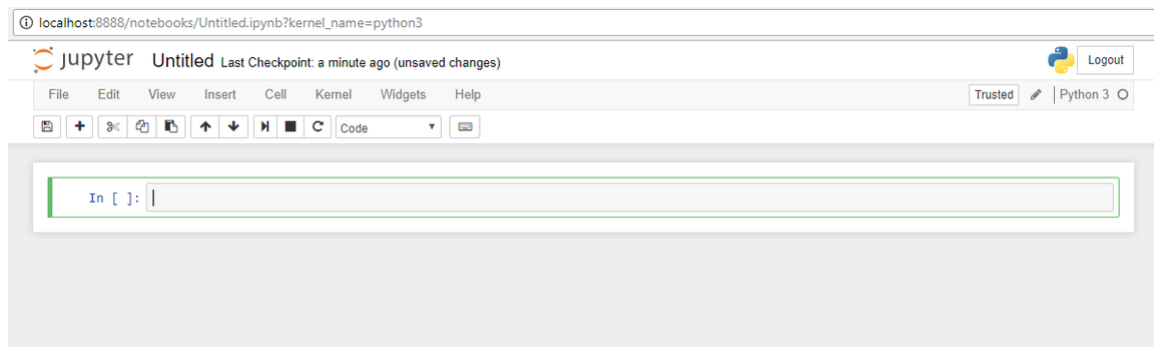 localhost:8888/notebooks/Untitled.ipynb?kernel_name=python3
jupyter Untitled Last Checkpoint: a minute ago (unsaved changes) Logout
File Edit View Insert Cell Kernel Widgets Help Trusted Python 3
Code
In [ ]: